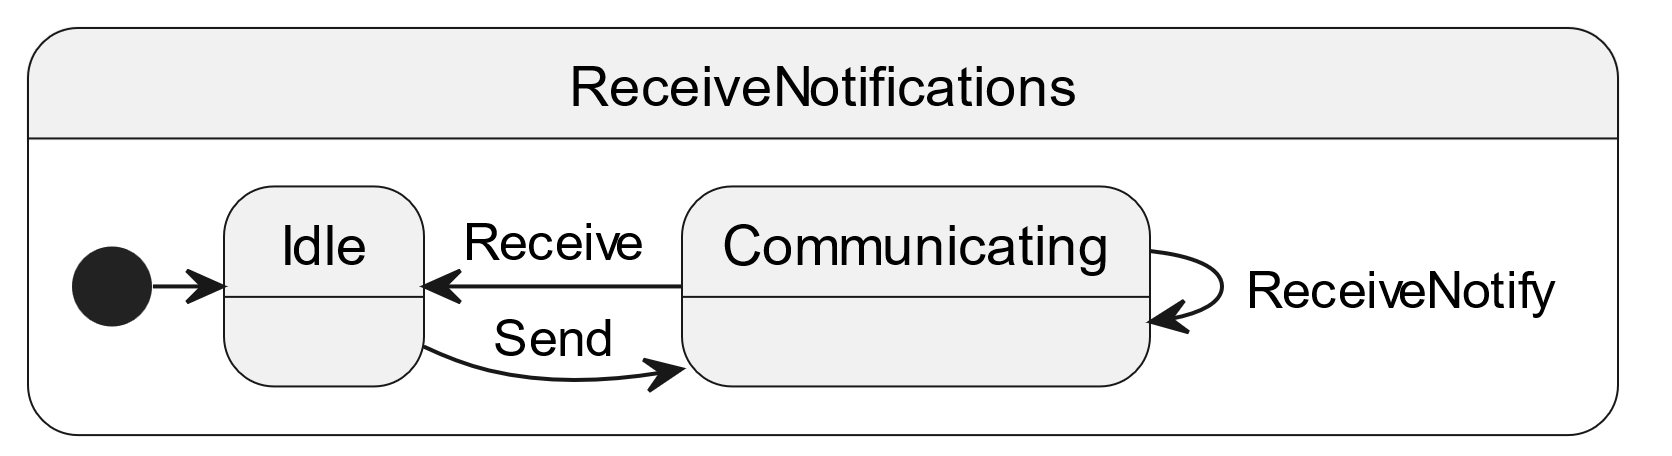 ReceiveNotifications
Idle
Receive
Communicating
Send
ReceiveNotify